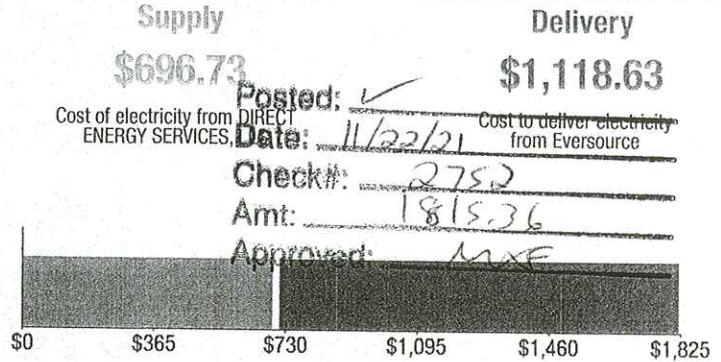 Supply
Delivery
$696.73
$1,118.63
Posted: ✓
Cost of electricity from DIRECT
ENERGY SERVICES,
Cost to deliver electricity
from Eversource
Date: 11/22/21
Check#: 2752
Amt: 1815.36
Approved:
$0 $365 $730 $1,095 $1,460 $1,825